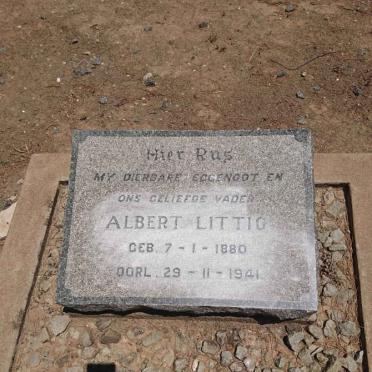 Hier Rus
MY DIERBARE EGGENOOT EN
ONS GELIEFDE VADER
ALBERT LITTIG
GEB. 7-1-1880
OORL. 29-11-1941